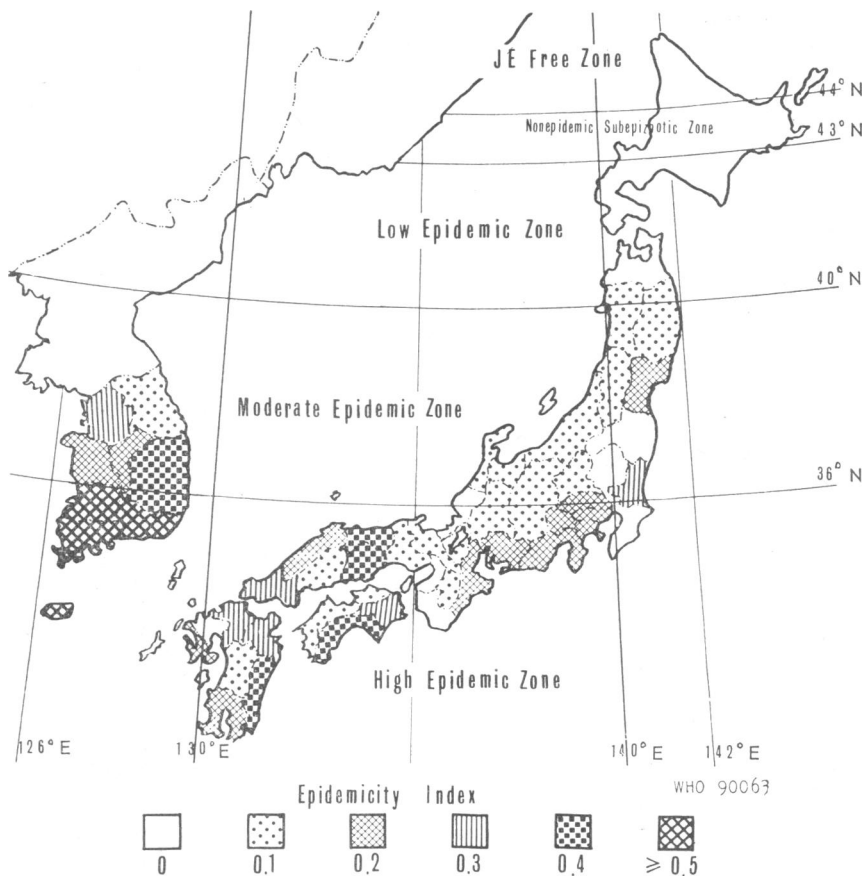 JE Free Zone
44° N
Nonepidemic Subepizootic Zone
43° N
Low Epidemic Zone
40° N
Moderate Epidemic Zone
36° N
High Epidemic Zone
126°E 130°E 140°E 142°E
WHO 90063
Epidemicity Index
0 0,1 0,2 0,3 0,4 ≥ 0,5